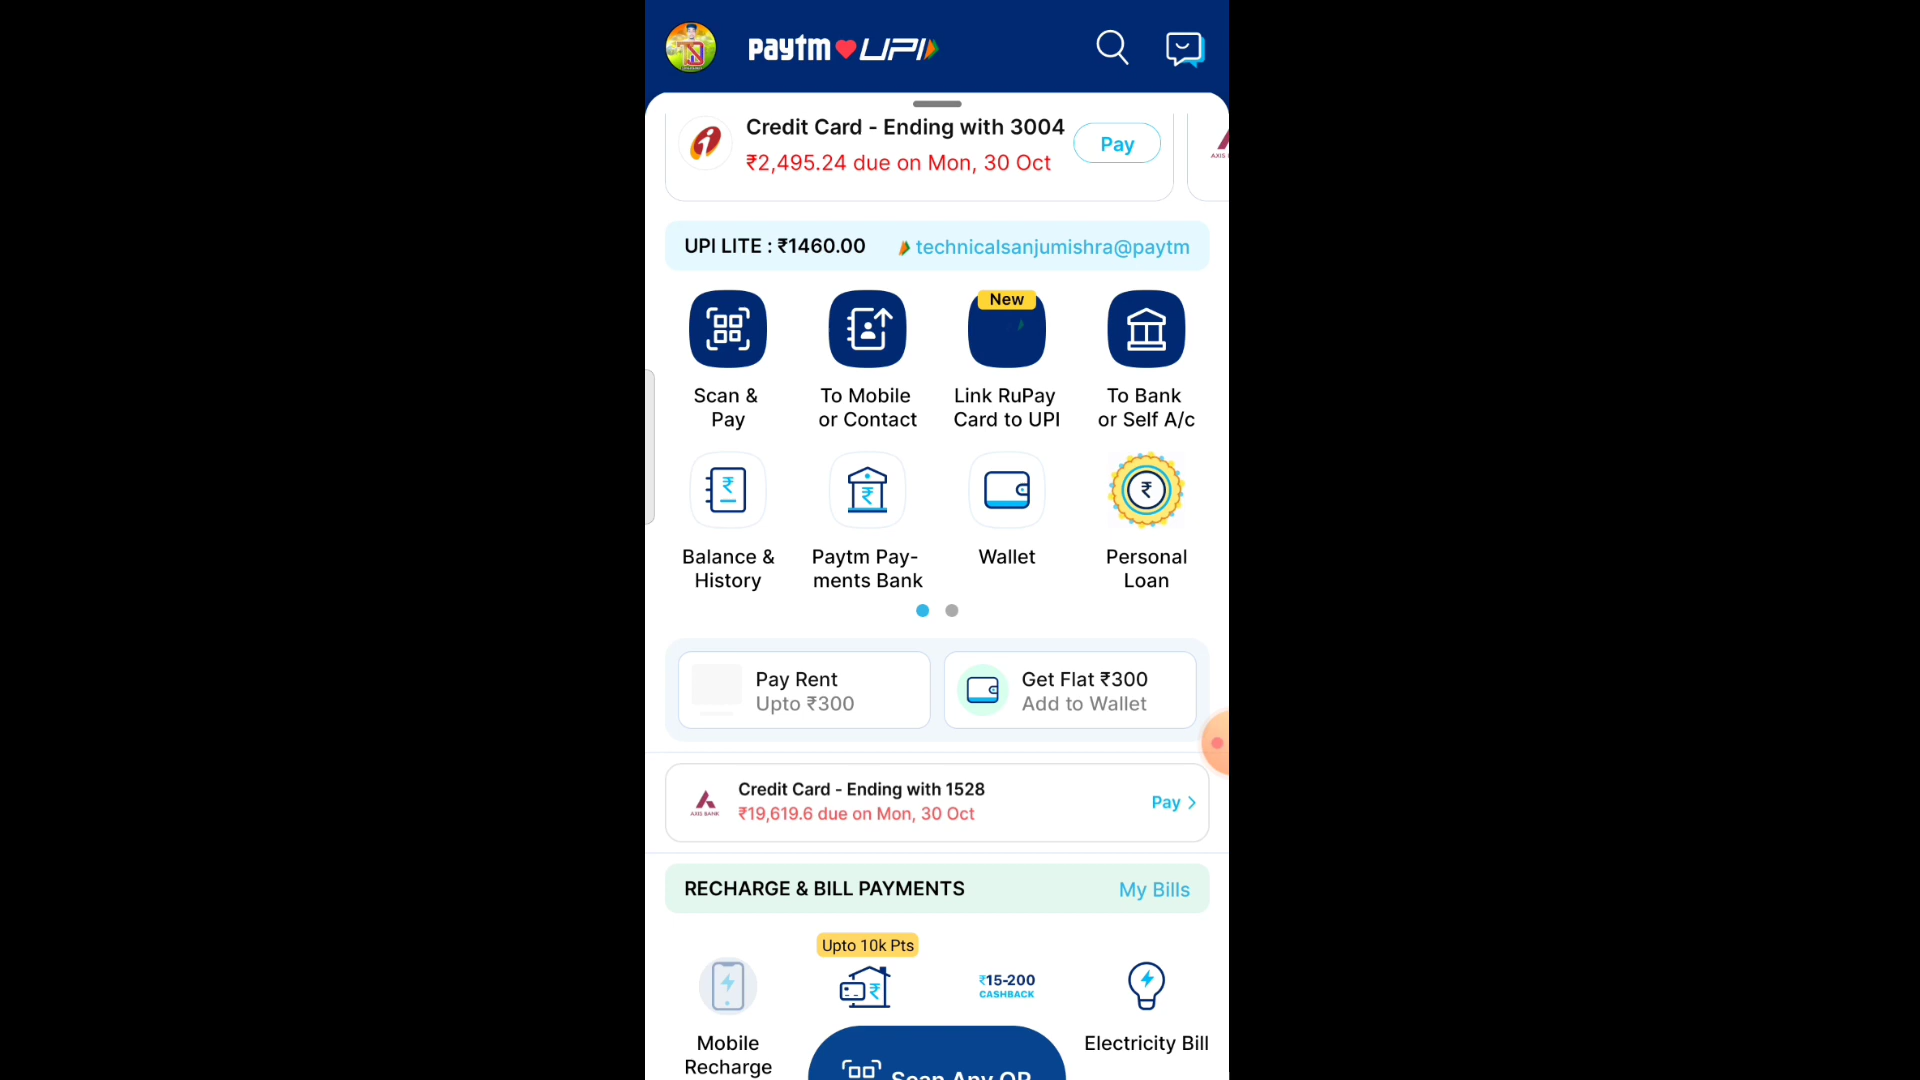 paytm UPI
Credit Card - Ending with 3004
₹2,495.24 due on Mon, 30 Oct
Pay
AXIS
UPI LITE : ₹1460.00
technicalsanjumishra@paytm
New
Scan &
Pay
To Mobile
or Contact
Link RuPay
Card to UPI
To Bank
or Self A/c
Balance &
History
Paytm Pay-
ments Bank
Wallet
Personal
Loan
Pay Rent
Upto ₹300
Get Flat ₹300
Add to Wallet
AXIS BANK
Credit Card - Ending with 1528
₹19,619.6 due on Mon, 30 Oct
Pay
RECHARGE & BILL PAYMENTS
My Bills
Upto 10k Pts
₹15-200
CASHBACK
Mobile
Recharge
Electricity Bill
Scan Any QR